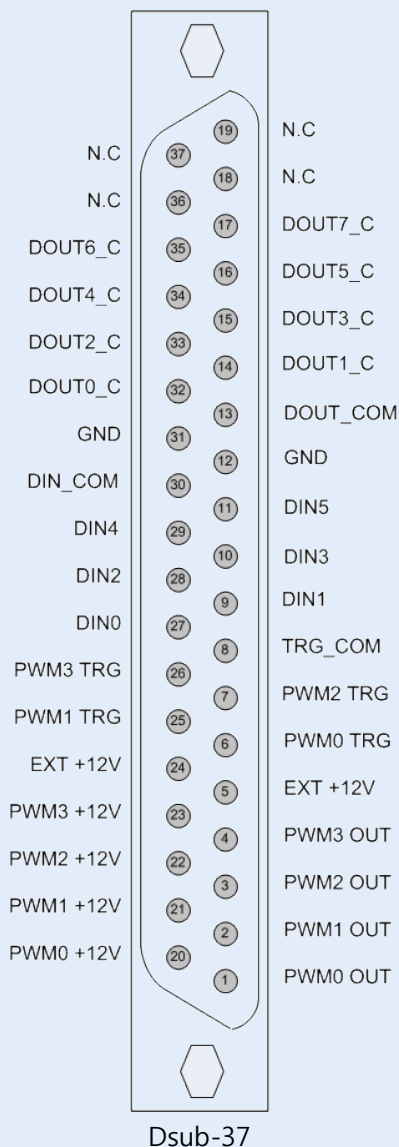 19 N.C
N.C 37
18 N.C
N.C 36
17 DOUT7_C
DOUT6_C 35
16 DOUT5_C
DOUT4_C 34
15 DOUT3_C
DOUT2_C 33
14 DOUT1_C
DOUT0_C 32
13 DOUT_COM
GND 31
12 GND
DIN_COM 30
11 DIN5
DIN4 29
10 DIN3
DIN2 28
9 DIN1
DIN0 27
8 TRG_COM
PWM3 TRG 26
7 PWM2 TRG
PWM1 TRG 25
6 PWM0 TRG
EXT +12V 24
5 EXT +12V
PWM3 +12V 23
4 PWM3 OUT
PWM2 +12V 22
3 PWM2 OUT
PWM1 +12V 21
2 PWM1 OUT
PWM0 +12V 20
1 PWM0 OUT
Dsub-37